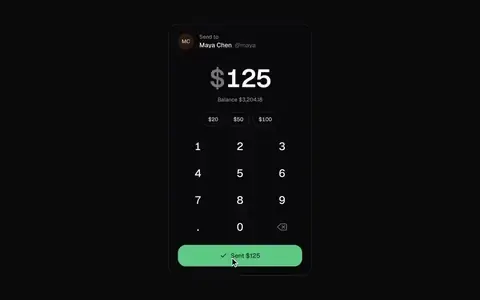 Send to
MC
Maya Chen @maya
$125
Balance $3,204.18
$20 $50 $100
1 2 3
4 5 6
7 8 9
. 0
Sent $125